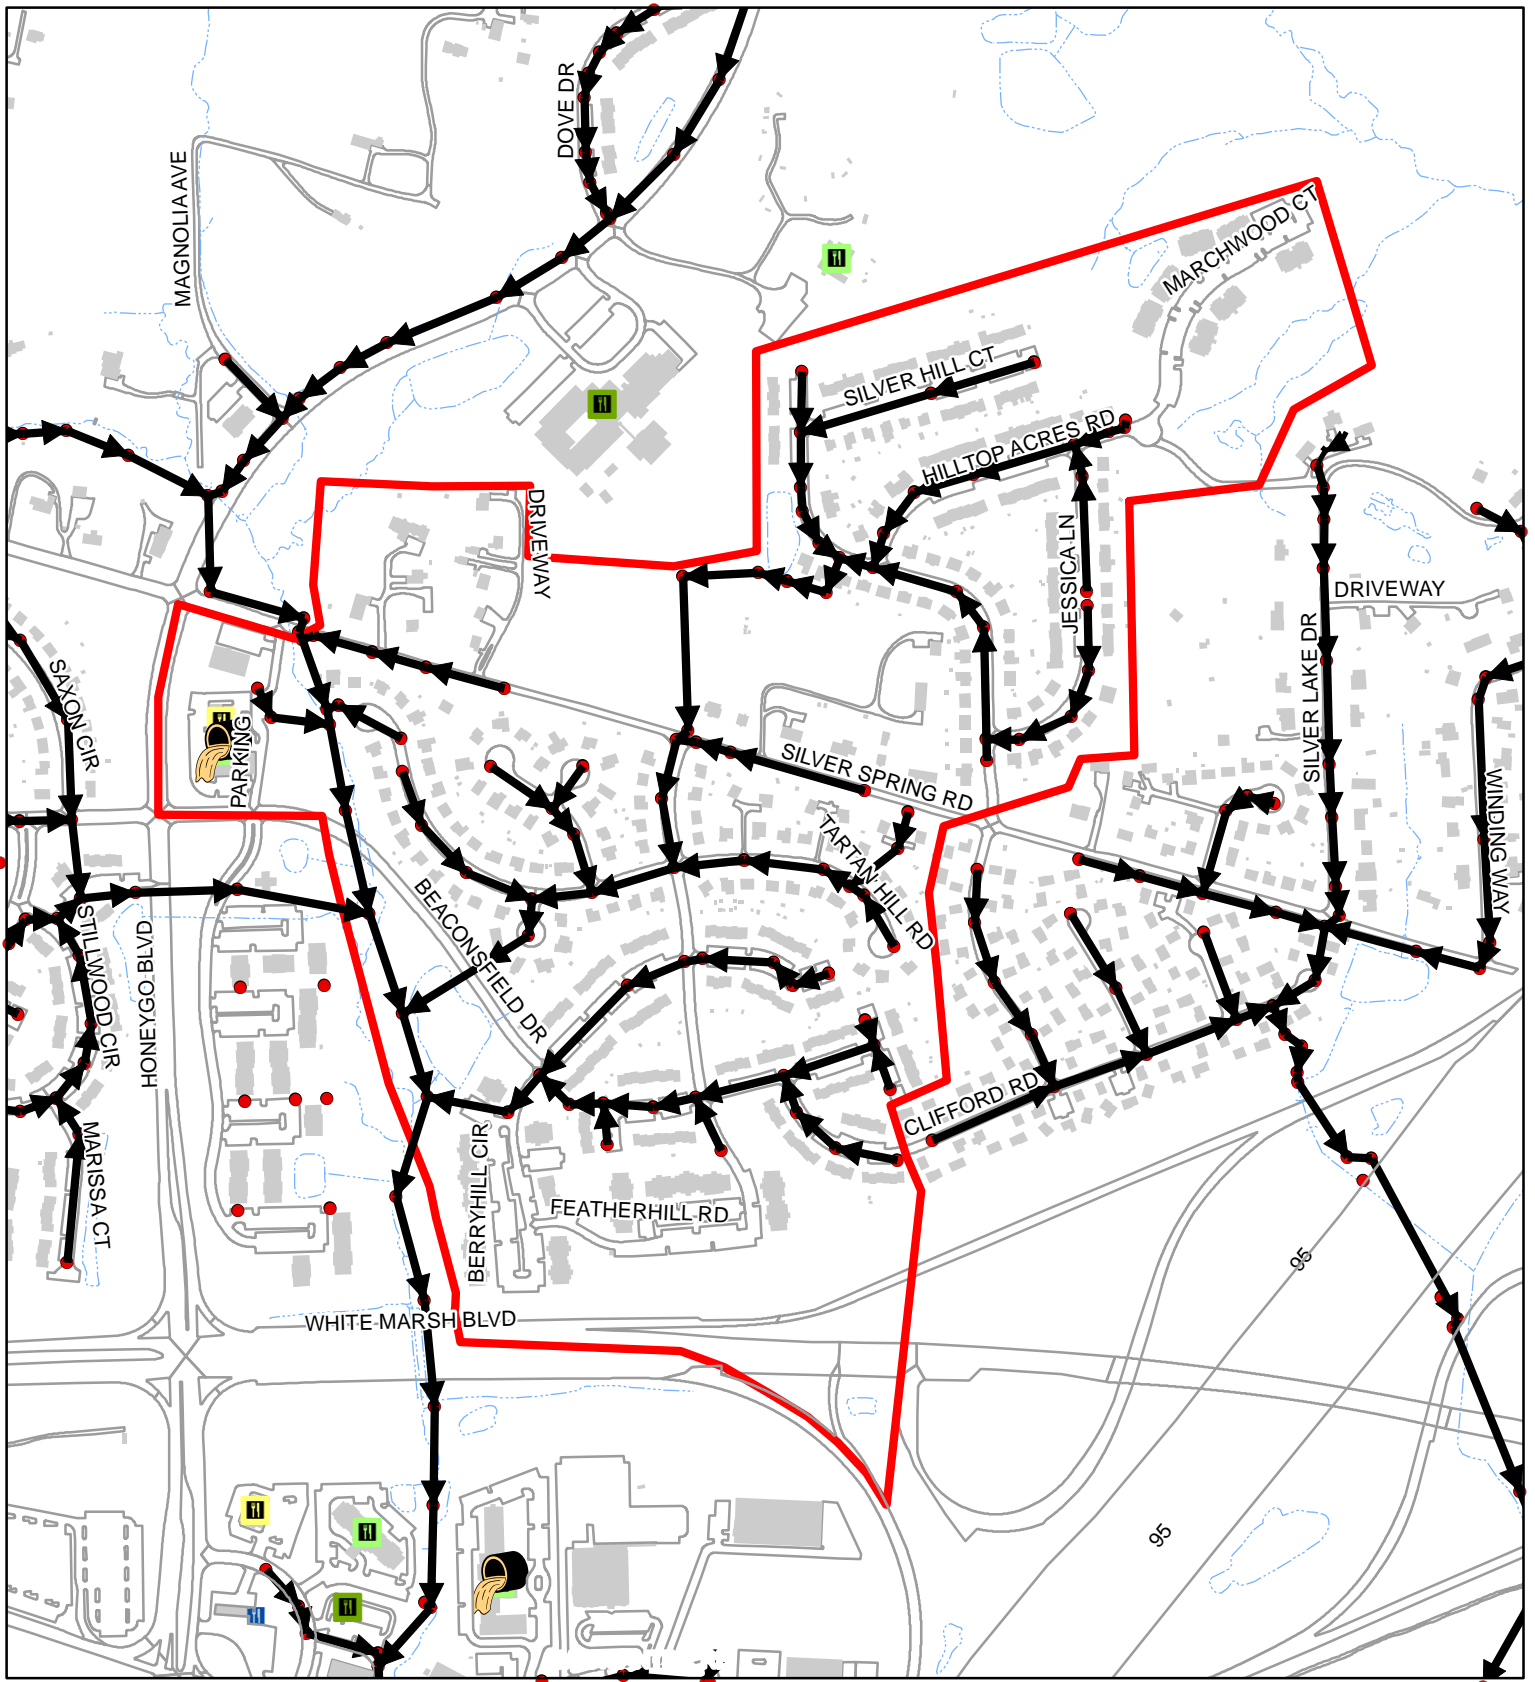 DOVE DR
MAGNOLIA AVE
MARCHWOOD CT
SILVER HILL CT
HILLTOP ACRES RD
DRIVEWAY
JESSICA LN
DRIVEWAY
SILVER LAKE DR
SAXON CIR
PARKING
SILVER SPRING RD
WINDING WAY
TARTAN HILL RD
BEACONSFIELD DR
STILLWOOD CIR
HONEYGO BLVD
CLIFFORD RD
MARISSA CT
BERRYHILL CIR
FEATHERHILL RD
95
WHITE MARSH BLVD
95